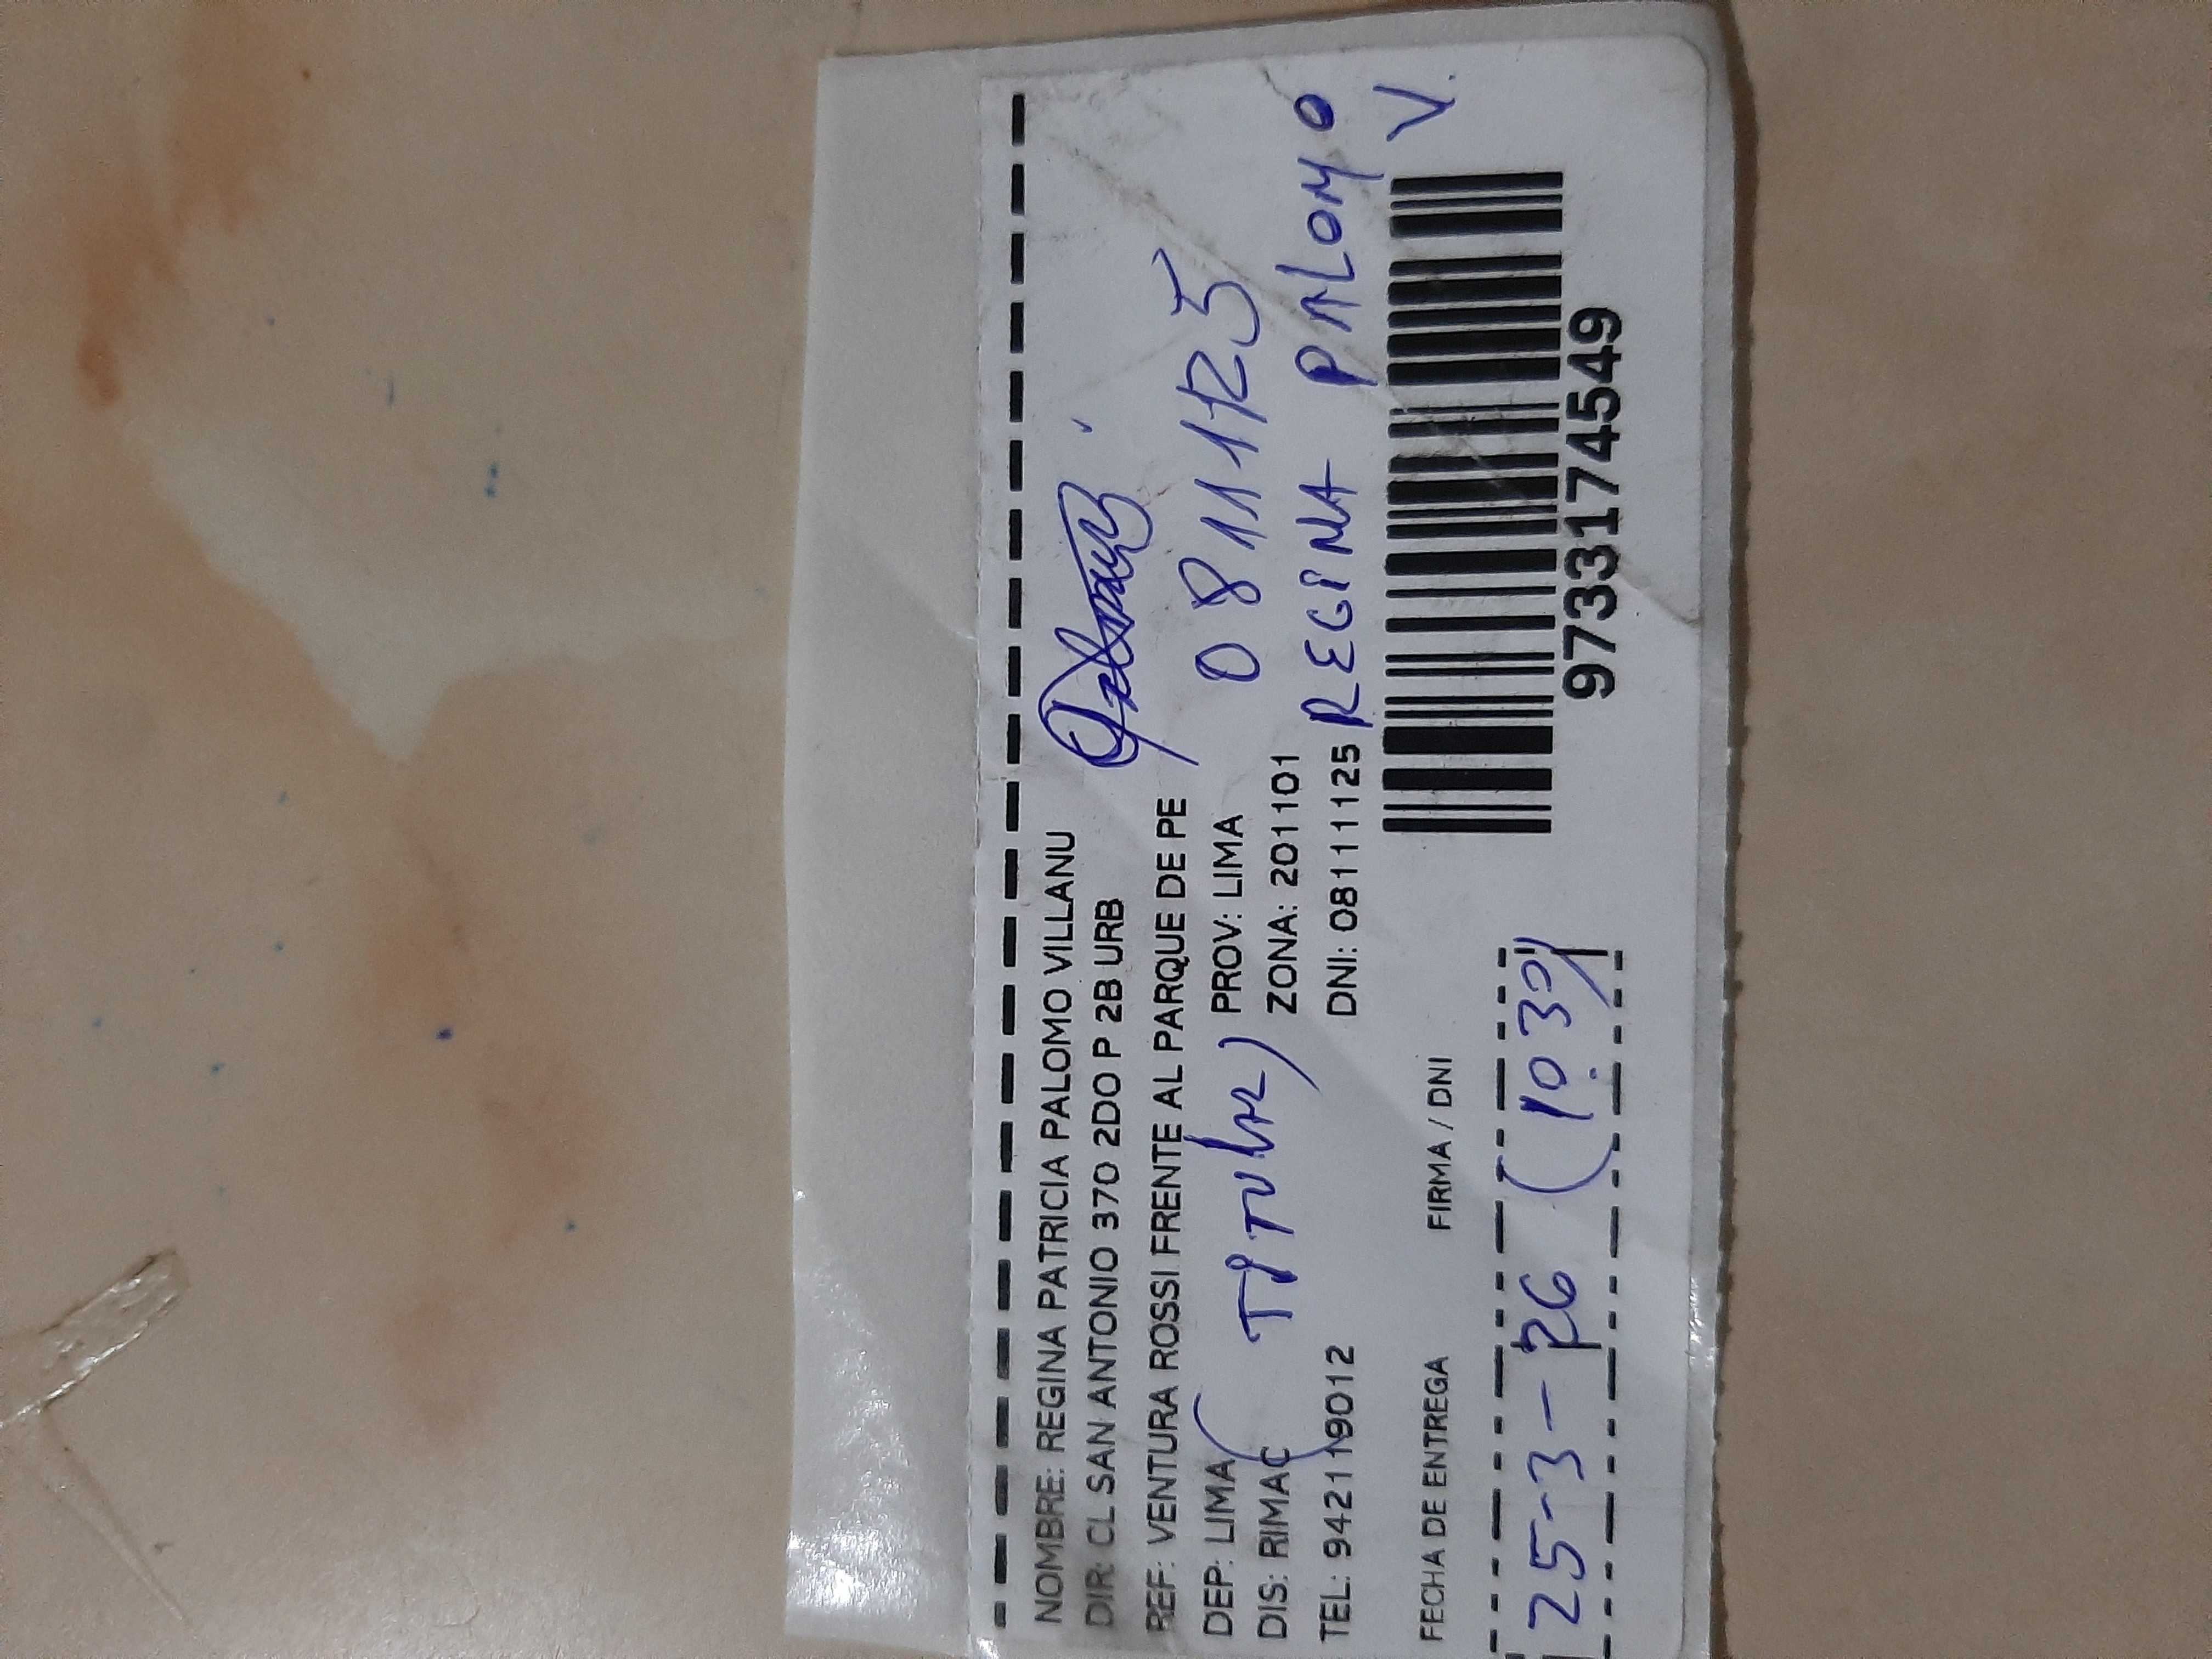 NOMBRE: REGINA PATRICIA PALOMO VILLANU
DIR: CL SAN ANTONIO 370 2DO P 2B URB
REF: VENTURA ROSSI FRENTE AL PARQUE DE PE
DEP: LIMA PROV: LIMA 08111125
DIS: RIMAC (TITULAR) ZONA: 201101
TEL: 942119012 DNI: 08111125 REGINA PALOMO V.
FECHA DE ENTREGA FIRMA / DNI
9733174549
25-3-26 (10:30)